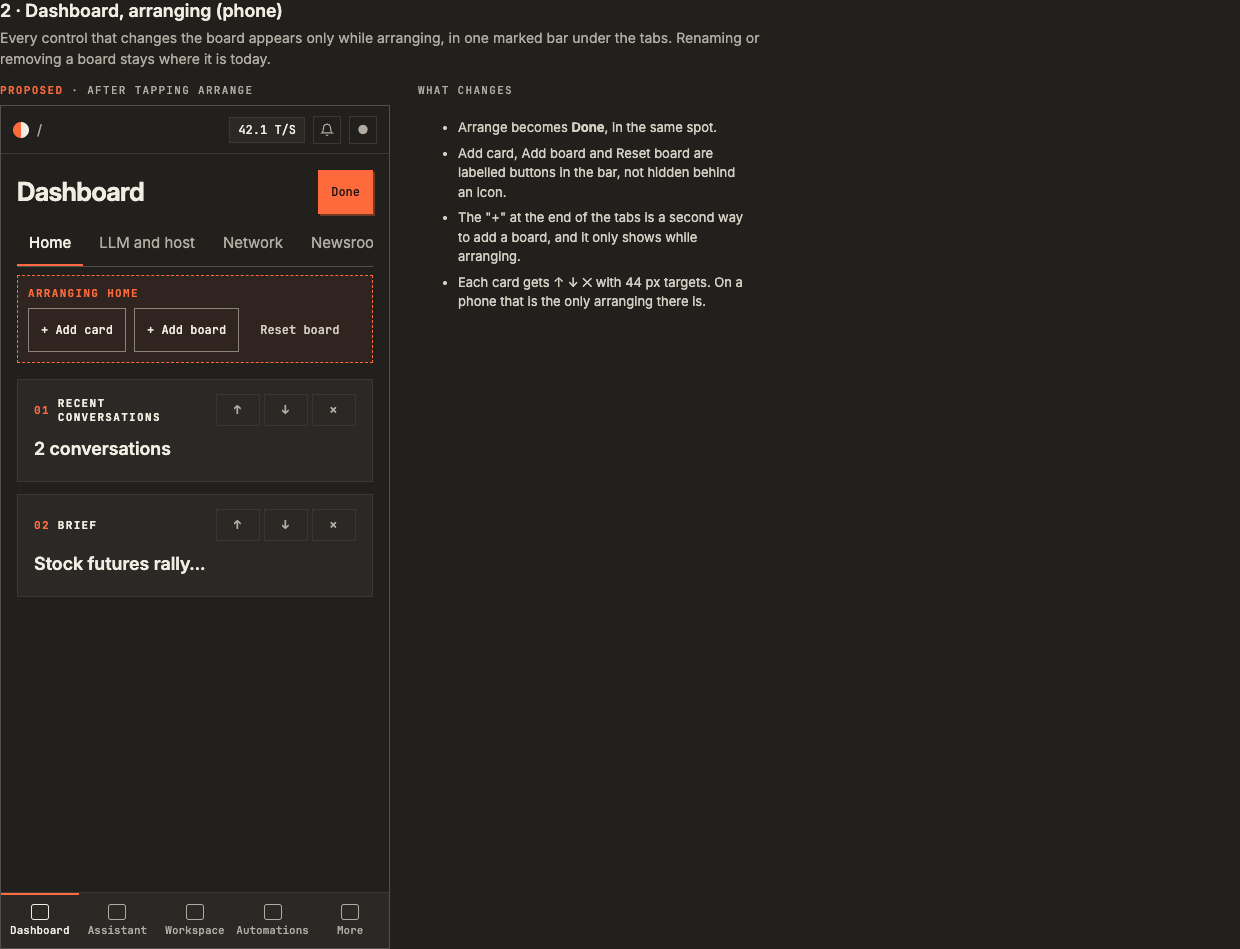 2 · Dashboard, arranging (phone)
Every control that changes the board appears only while arranging, in one marked bar under the tabs. Renaming or
removing a board stays where it is today.
PROPOSED · AFTER TAPPING ARRANGE
/
42.1 T/S
Dashboard
Done
Home LLM and host Network Newsroo
ARRANGING HOME
+ Add card + Add board Reset board
01 RECENT
CONVERSATIONS
↑ ↓ ×
2 conversations
02 BRIEF
↑ ↓ ×
Stock futures rally...
Dashboard Assistant Workspace Automations More
WHAT CHANGES
• Arrange becomes Done, in the same spot.
• Add card, Add board and Reset board are
labelled buttons in the bar, not hidden behind
an icon.
• The "+" at the end of the tabs is a second way
to add a board, and it only shows while
arranging.
• Each card gets ↑ ↓ ✕ with 44 px targets. On a
phone that is the only arranging there is.